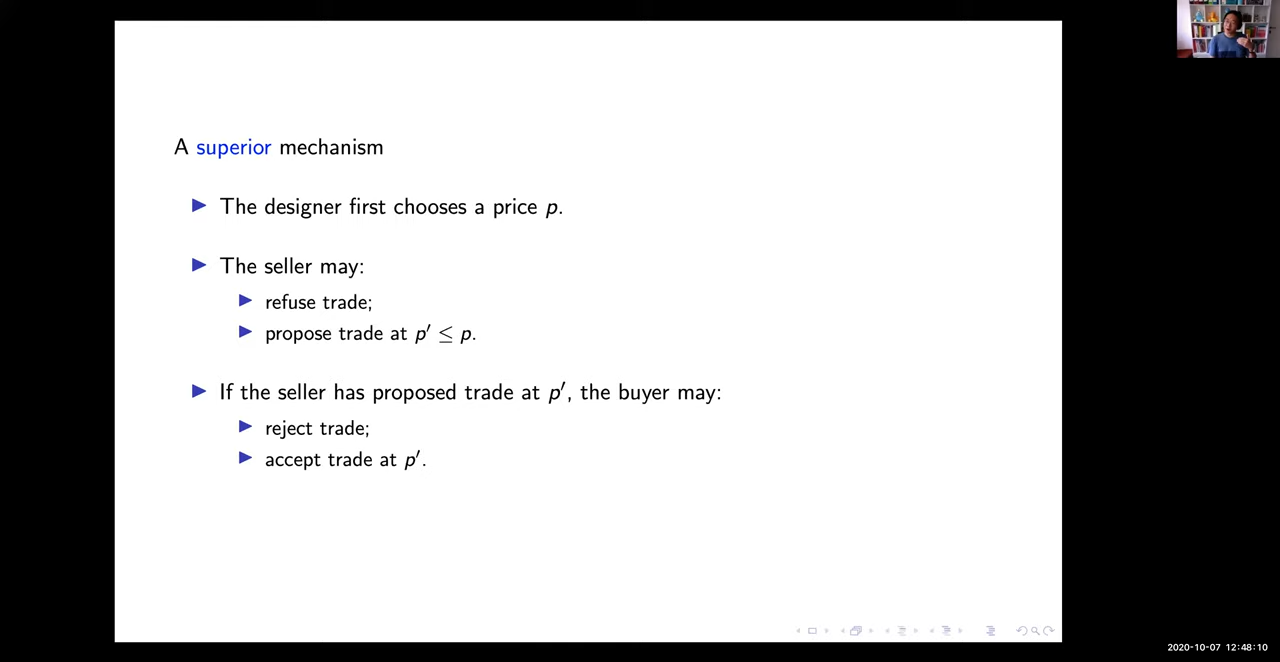 A superior mechanism
▶ The designer first chooses a price p.
▶ The seller may:
▶ refuse trade;
▶ propose trade at p′ ≤ p.
▶ If the seller has proposed trade at p′, the buyer may:
▶ reject trade;
▶ accept trade at p′.
2020-10-07 12:48:10